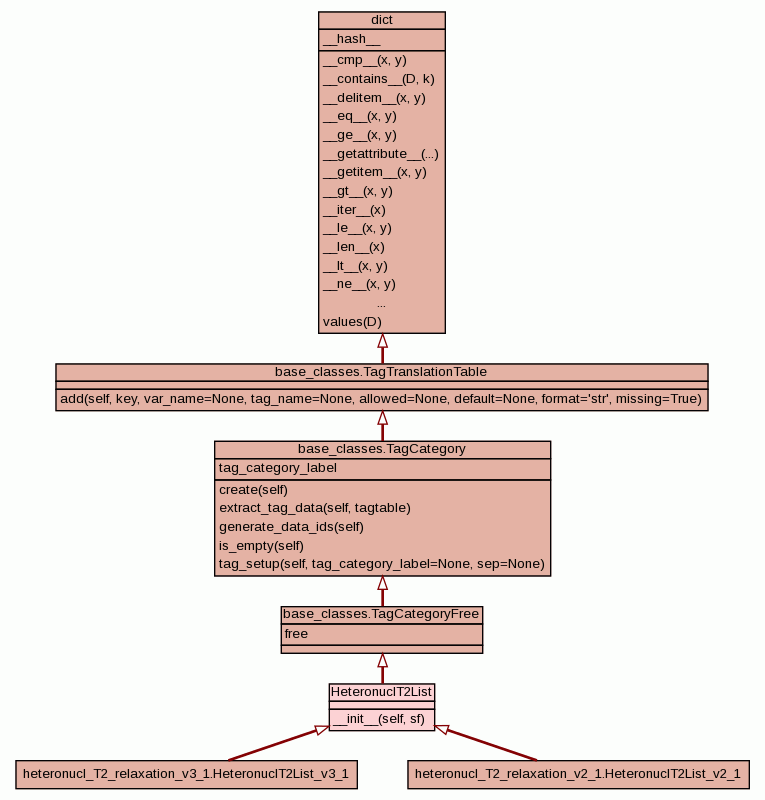 dict
__hash__
__cmp__(x, y)
__contains__(D, k)
__delitem__(x, y)
__eq__(x, y)
__ge__(x, y)
__getattribute__(...)
__getitem__(x, y)
__gt__(x, y)
__iter__(x)
__le__(x, y)
__len__(x)
__lt__(x, y)
__ne__(x, y)
...
values(D)
base_classes.TagTranslationTable
add(self, key, var_name=None, tag_name=None, allowed=None, default=None, format='str', missing=True)
base_classes.TagCategory
tag_category_label
create(self)
extract_tag_data(self, tagtable)
generate_data_ids(self)
is_empty(self)
tag_setup(self, tag_category_label=None, sep=None)
base_classes.TagCategoryFree
free
HeteronuclT2List
__init__(self, sf)
heteronucl_T2_relaxation_v3_1.HeteronuclT2List_v3_1
heteronucl_T2_relaxation_v2_1.HeteronuclT2List_v2_1